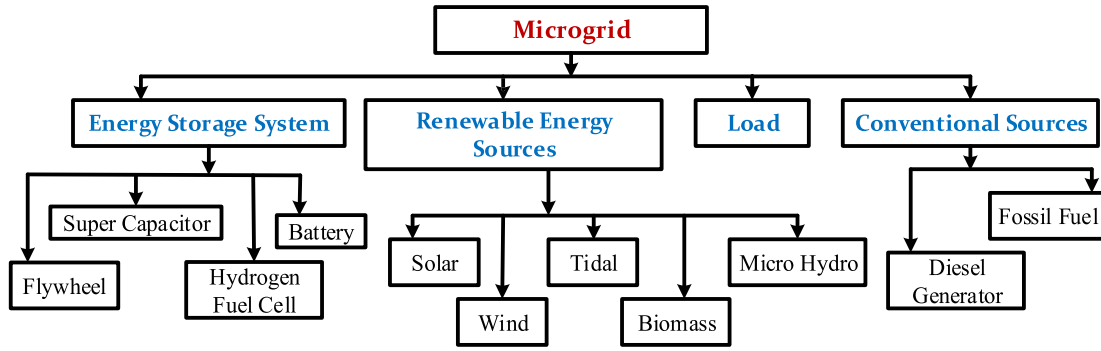 Microgrid
Energy Storage System
Renewable Energy
Sources
Load
Conventional Sources
Super Capacitor
Battery
Flywheel
Hydrogen
Fuel Cell
Solar
Tidal
Micro Hydro
Wind
Biomass
Fossil Fuel
Diesel
Generator